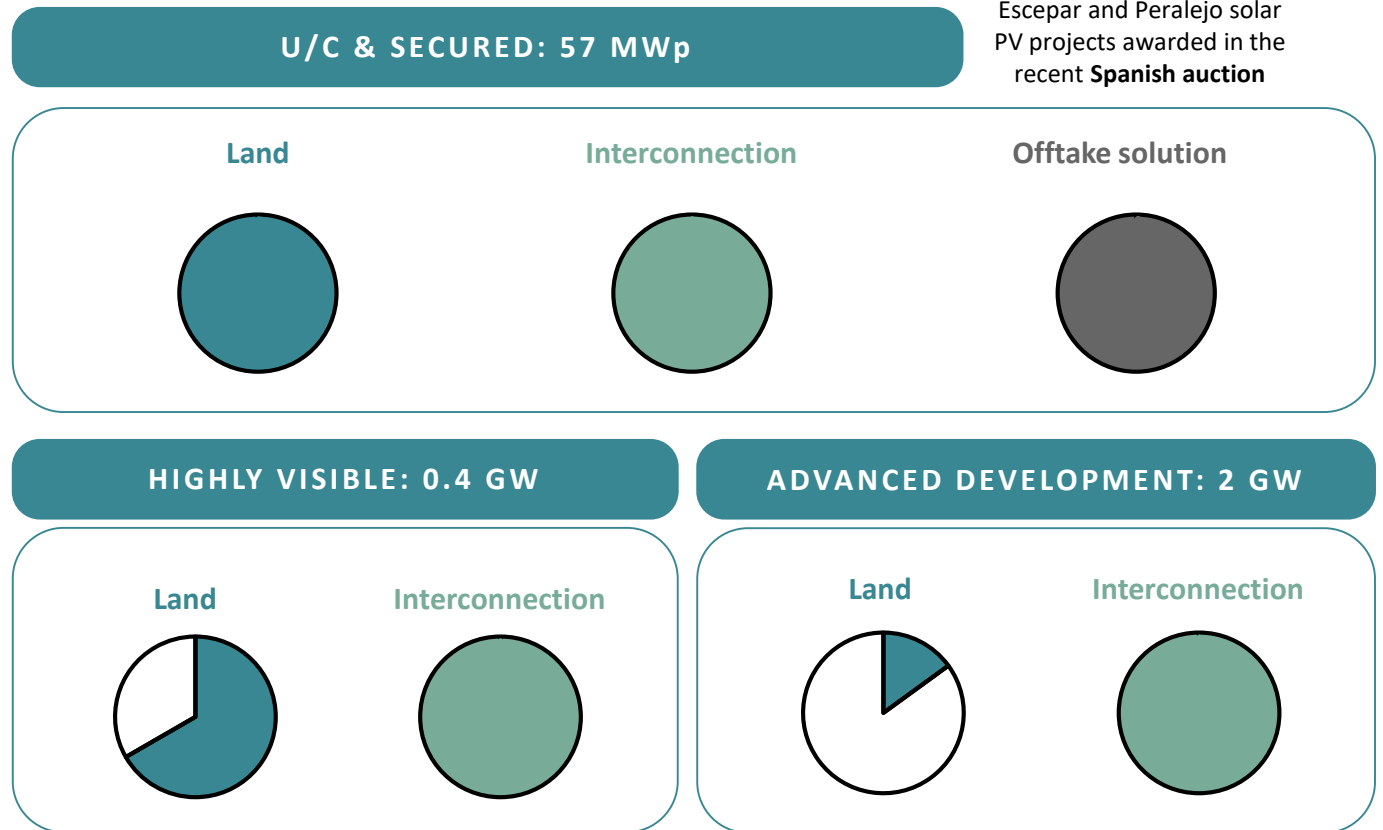 U/C & SECURED: 57 MWp
Escepar and Peralejo solar
PV projects awarded in the
recent Spanish auction
Land
Interconnection
Offtake solution
HIGHLY VISIBLE: 0.4 GW
ADVANCED DEVELOPMENT: 2 GW
Land
Interconnection
Land
Interconnection